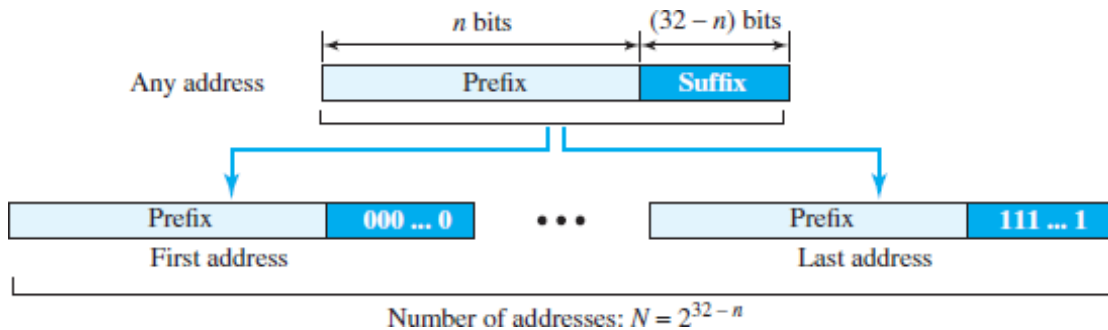 n bits (32 – n) bits
Any address Prefix Suffix
Prefix 000 ... 0 ••• Prefix 111 ... 1
First address Last address
Number of addresses: N = 2^{32 – n}